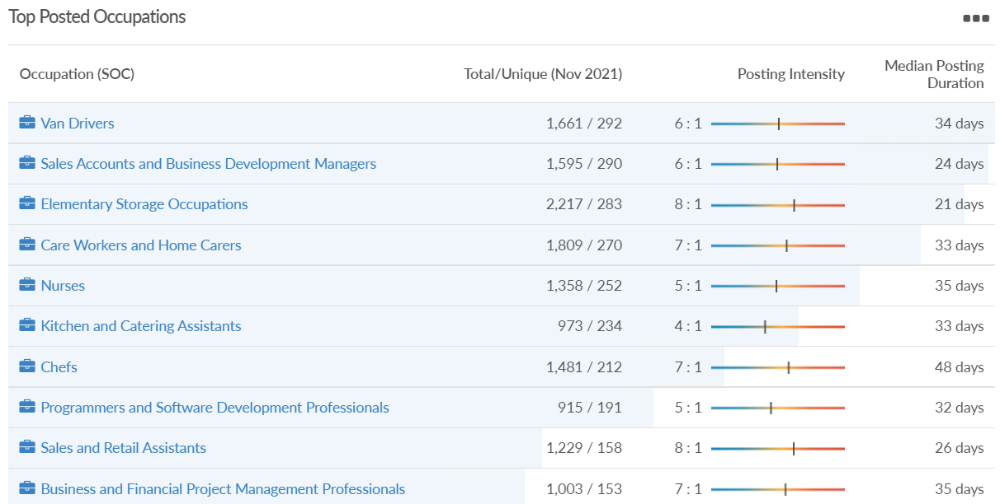 Top Posted Occupations
Occupation (SOC) Total/Unique (Nov 2021) Posting Intensity Median Posting Duration
Van Drivers 1,661 / 292 6 : 1 34 days
Sales Accounts and Business Development Managers 1,595 / 290 6 : 1 24 days
Elementary Storage Occupations 2,217 / 283 8 : 1 21 days
Care Workers and Home Carers 1,809 / 270 7 : 1 33 days
Nurses 1,358 / 252 5 : 1 35 days
Kitchen and Catering Assistants 973 / 234 4 : 1 33 days
Chefs 1,481 / 212 7 : 1 48 days
Programmers and Software Development Professionals 915 / 191 5 : 1 32 days
Sales and Retail Assistants 1,229 / 158 8 : 1 26 days
Business and Financial Project Management Professionals 1,003 / 153 7 : 1 35 days